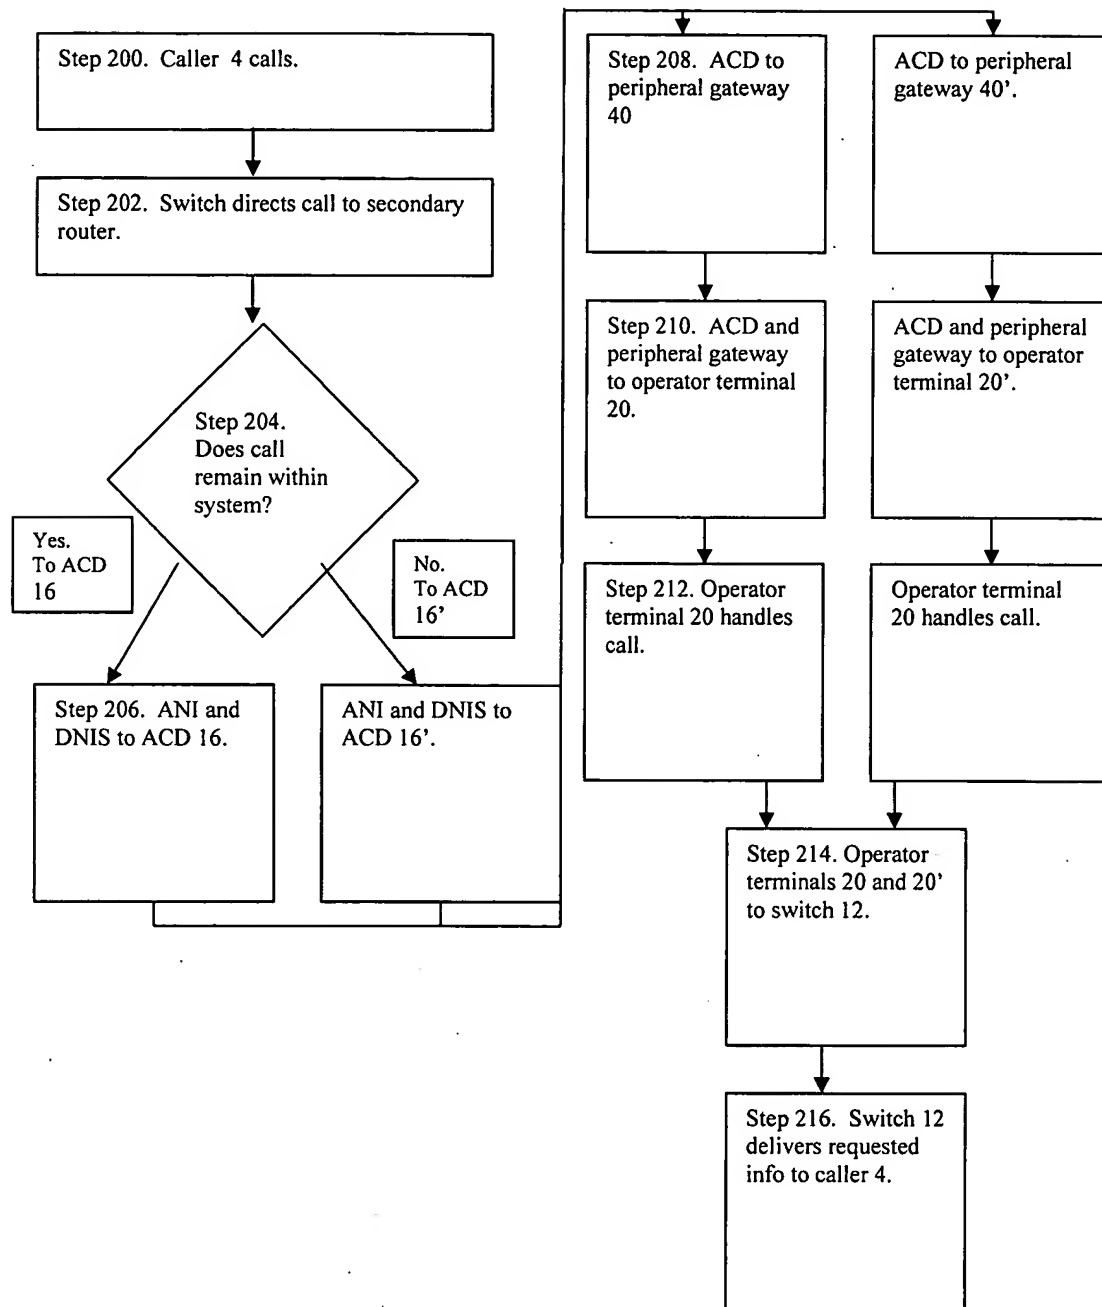 Step 200. Caller 4 calls.
Step 202. Switch directs call to secondary
router.
Step 204.
Does call
remain within
system?
Yes.
To ACD
16
No.
To ACD
16’
Step 206. ANI and
DNIS to ACD 16.
ANI and DNIS to
ACD 16’.
Step 208. ACD to
peripheral gateway
40
ACD to peripheral
gateway 40’.
Step 210. ACD and
peripheral gateway
to operator terminal
20.
ACD and peripheral
gateway to operator
terminal 20’.
Step 212. Operator
terminal 20 handles
call.
Operator terminal
20 handles call.
Step 214. Operator
terminals 20 and 20’
to switch 12.
Step 216. Switch 12
delivers requested
info to caller 4.